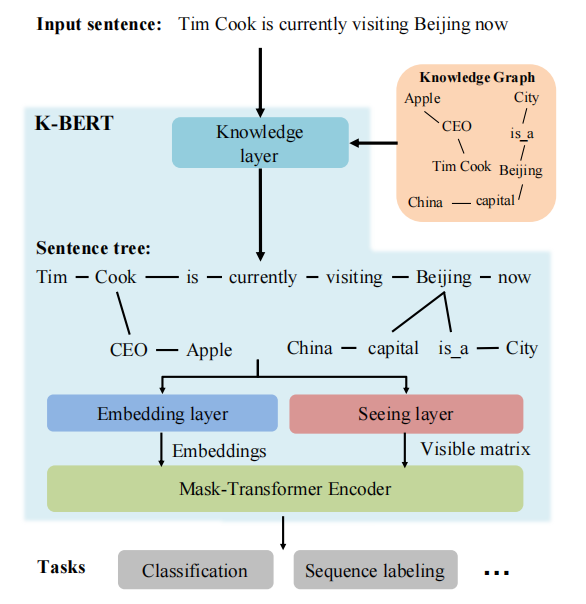 Input sentence: Tim Cook is currently visiting Beijing now
Knowledge Graph
Apple
City
CEO
is_a
Tim Cook
Beijing
China
capital
K-BERT
Knowledge
layer
Sentence tree:
Tim Cook is currently visiting Beijing now
CEO Apple China capital is_a City
Embedding layer Seeing layer
Embeddings Visible matrix
Mask-Transformer Encoder
Tasks Classification Sequence labeling ...